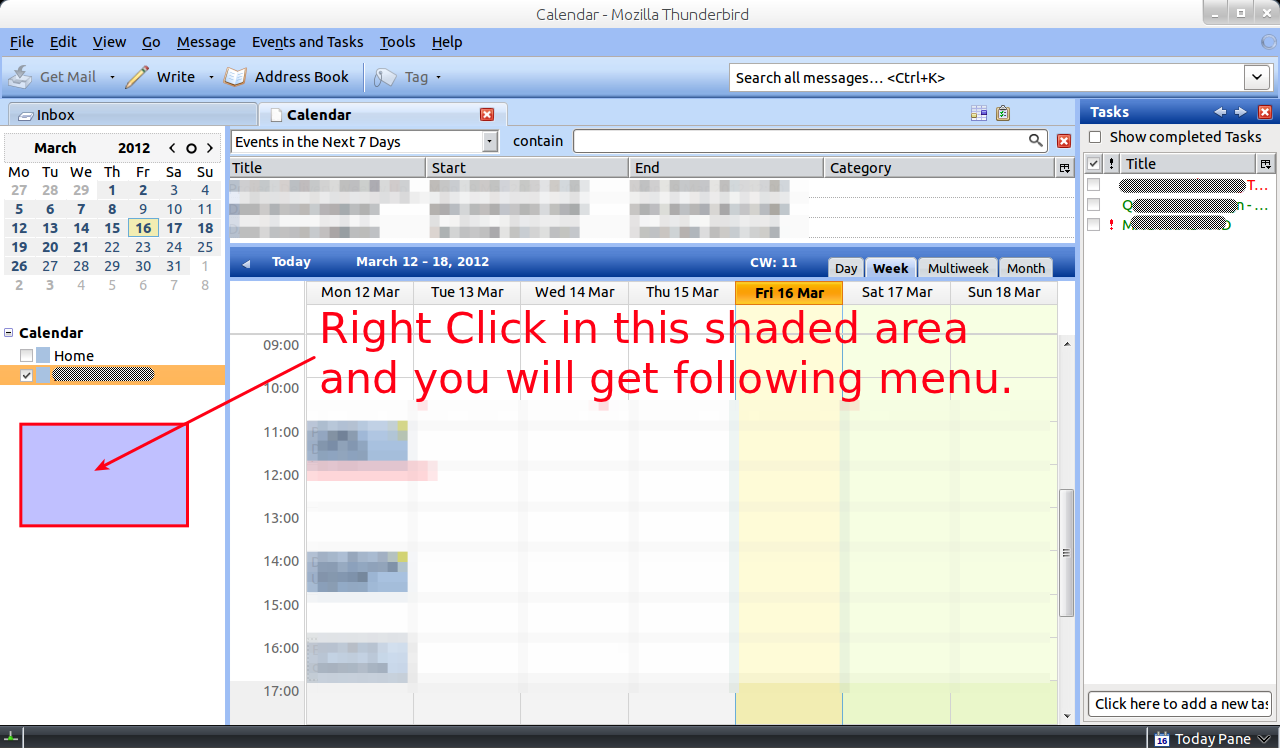 Calendar - Mozilla Thunderbird
File Edit View Go Message Events and Tasks Tools Help
Get Mail Write Address Book Tag Search all messages... <Ctrl+K>
Inbox Calendar
Tasks
March 2012
Mo Tu We Th Fr Sa Su
27 28 29 1 2 3 4
5 6 7 8 9 10 11
12 13 14 15 16 17 18
19 20 21 22 23 24 25
26 27 28 29 30 31 1
2 3 4 5 6 7 8
Calendar
Home
Events in the Next 7 Days contain
Title Start End Category
Today March 12 – 18, 2012 CW: 11 Day Week Multiweek Month
Mon 12 Mar Tue 13 Mar Wed 14 Mar Thu 15 Mar Fri 16 Mar Sat 17 Mar Sun 18 Mar
Right Click in this shaded area
and you will get following menu.
09:00
10:00
11:00
12:00
13:00
14:00
15:00
16:00
17:00
Show completed Tasks
! Title
T...
Q n - ...
! M
Click here to add a new tas
16 Today Pane